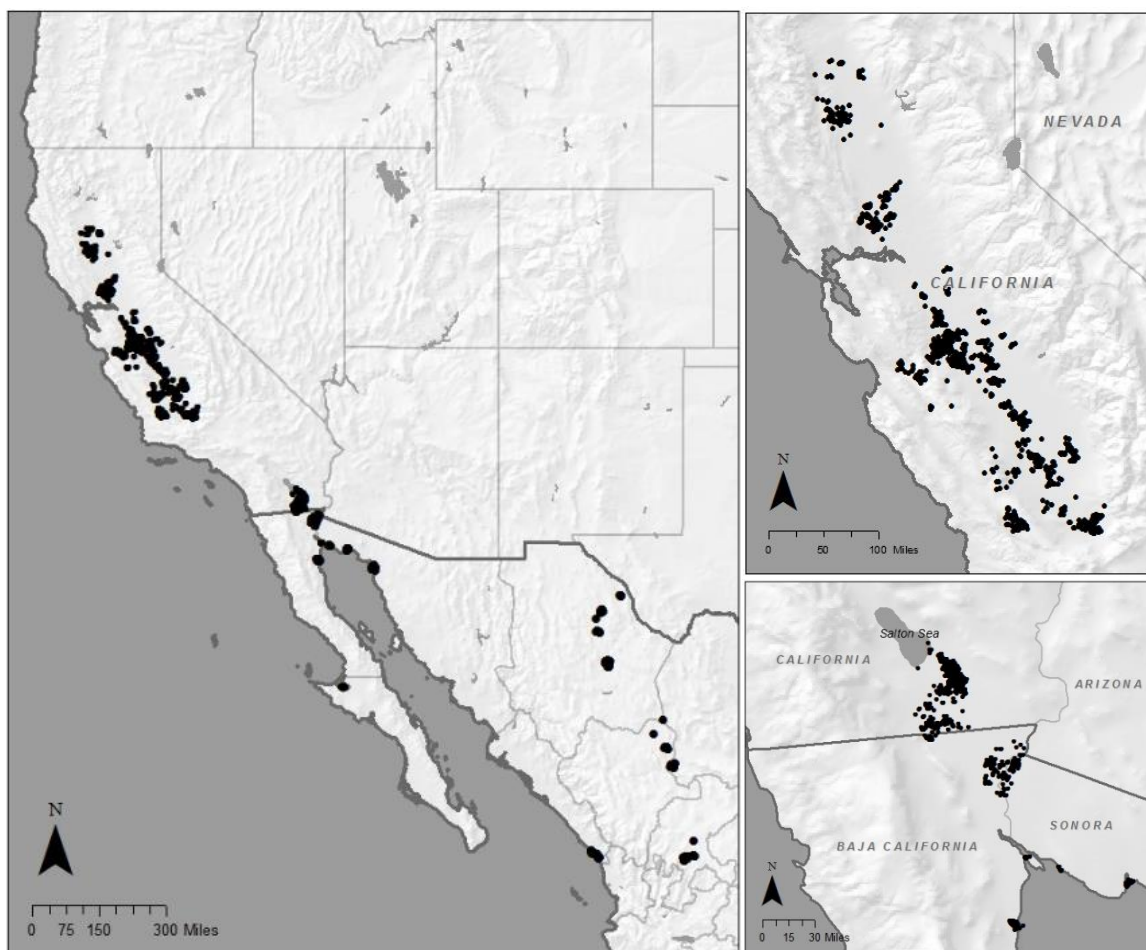 N
0 75 150 300 Miles
NEVADA
CALIFORNIA
N
0 50 100 Miles
Salton Sea
CALIFORNIA
ARIZONA
SONORA
BAJA CALIFORNIA
N
0 15 30 Miles